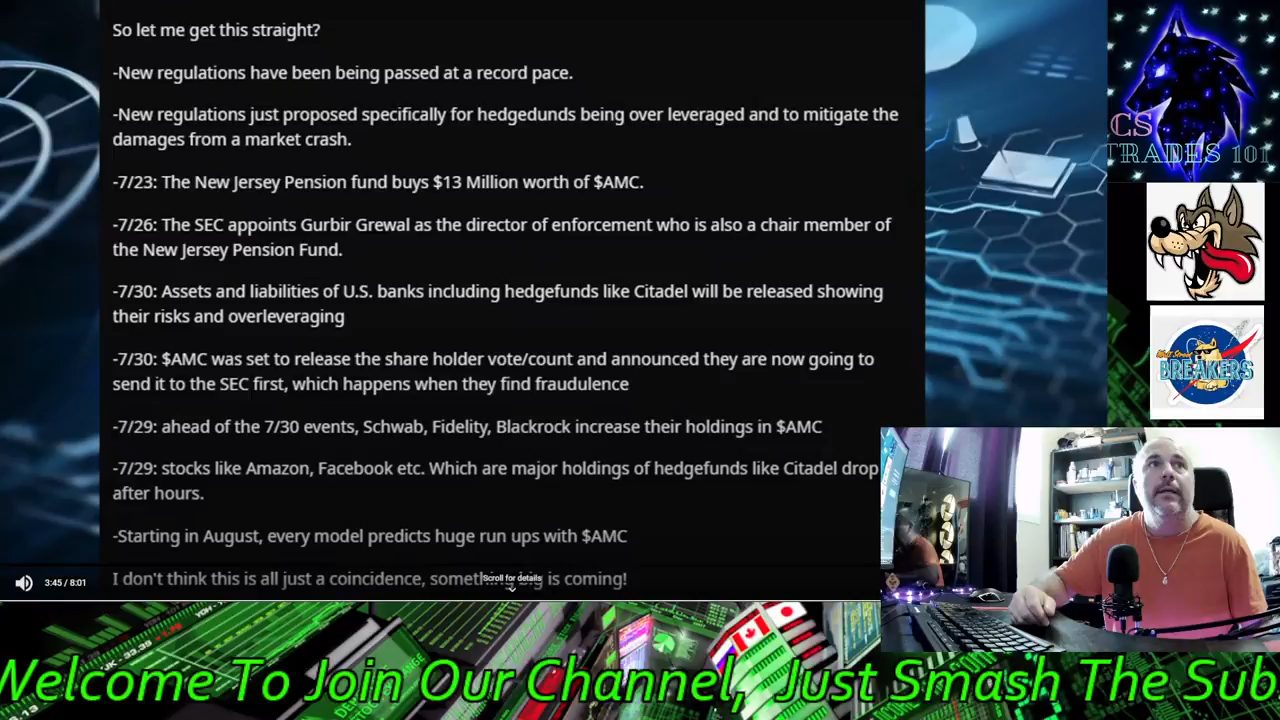 So let me get this straight?
-New regulations have been being passed at a record pace.
-New regulations just proposed specifically for hedgedunds being over leveraged and to mitigate the
damages from a market crash.
-7/23: The New Jersey Pension fund buys $13 Million worth of $AMC.
-7/26: The SEC appoints Gurbir Grewal as the director of enforcement who is also a chair member of
the New Jersey Pension Fund.
-7/30: Assets and liabilities of U.S. banks including hedgefunds like Citadel will be released showing
their risks and overleveraging
-7/30: $AMC was set to release the share holder vote/count and announced they are now going to
send it to the SEC first, which happens when they find fraudulence
-7/29: ahead of the 7/30 events, Schwab, Fidelity, Blackrock increase their holdings in $AMC
-7/29: stocks like Amazon, Facebook etc. Which are major holdings of hedgefunds like Citadel drop
after hours.
-Starting in August, every model predicts huge run ups with $AMC
I don't think this is all just a coincidence, something big is coming!
3:45 / 8:01
Scroll for details
CS
TRADES 101
Wall Street
BREAKERS
Welcome To Join Our Channel, Just Smash The Sub